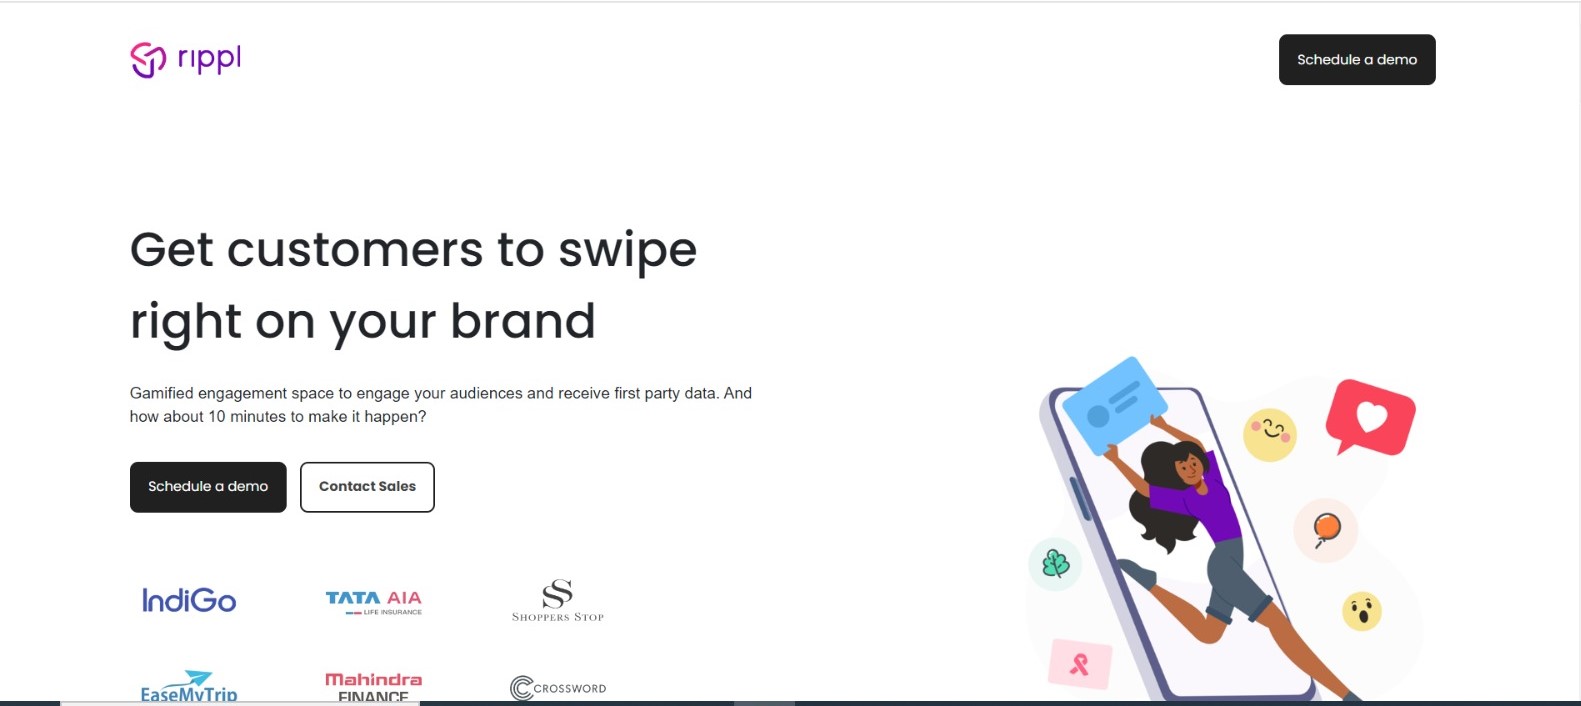 rippl
Schedule a demo
Get customers to swipe
right on your brand
Gamified engagement space to engage your audiences and receive first party data. And
how about 10 minutes to make it happen?
Schedule a demo
Contact Sales
IndiGo
TATA AIA
LIFE INSURANCE
SHOPPERS STOP
EaseMyTrip
Mahindra
FINANCE
CROSSWORD